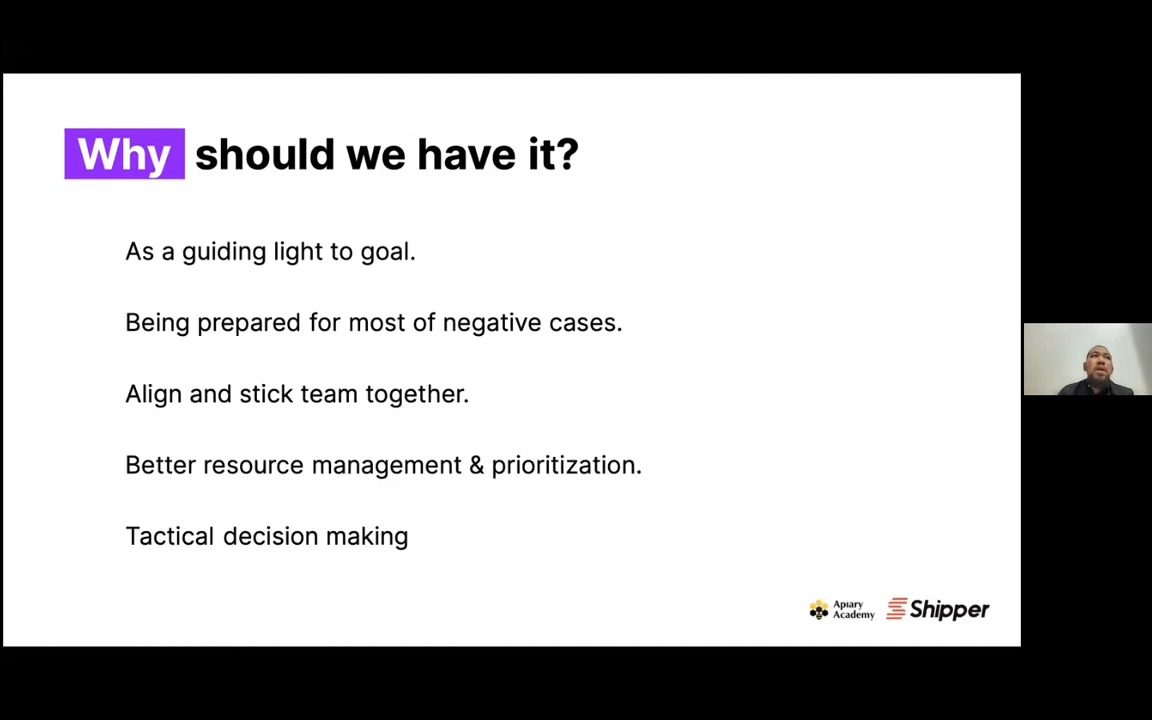 Why should we have it?
As a guiding light to goal.
Being prepared for most of negative cases.
Align and stick team together.
Better resource management & prioritization.
Tactical decision making
Apiary
Academy
Shipper